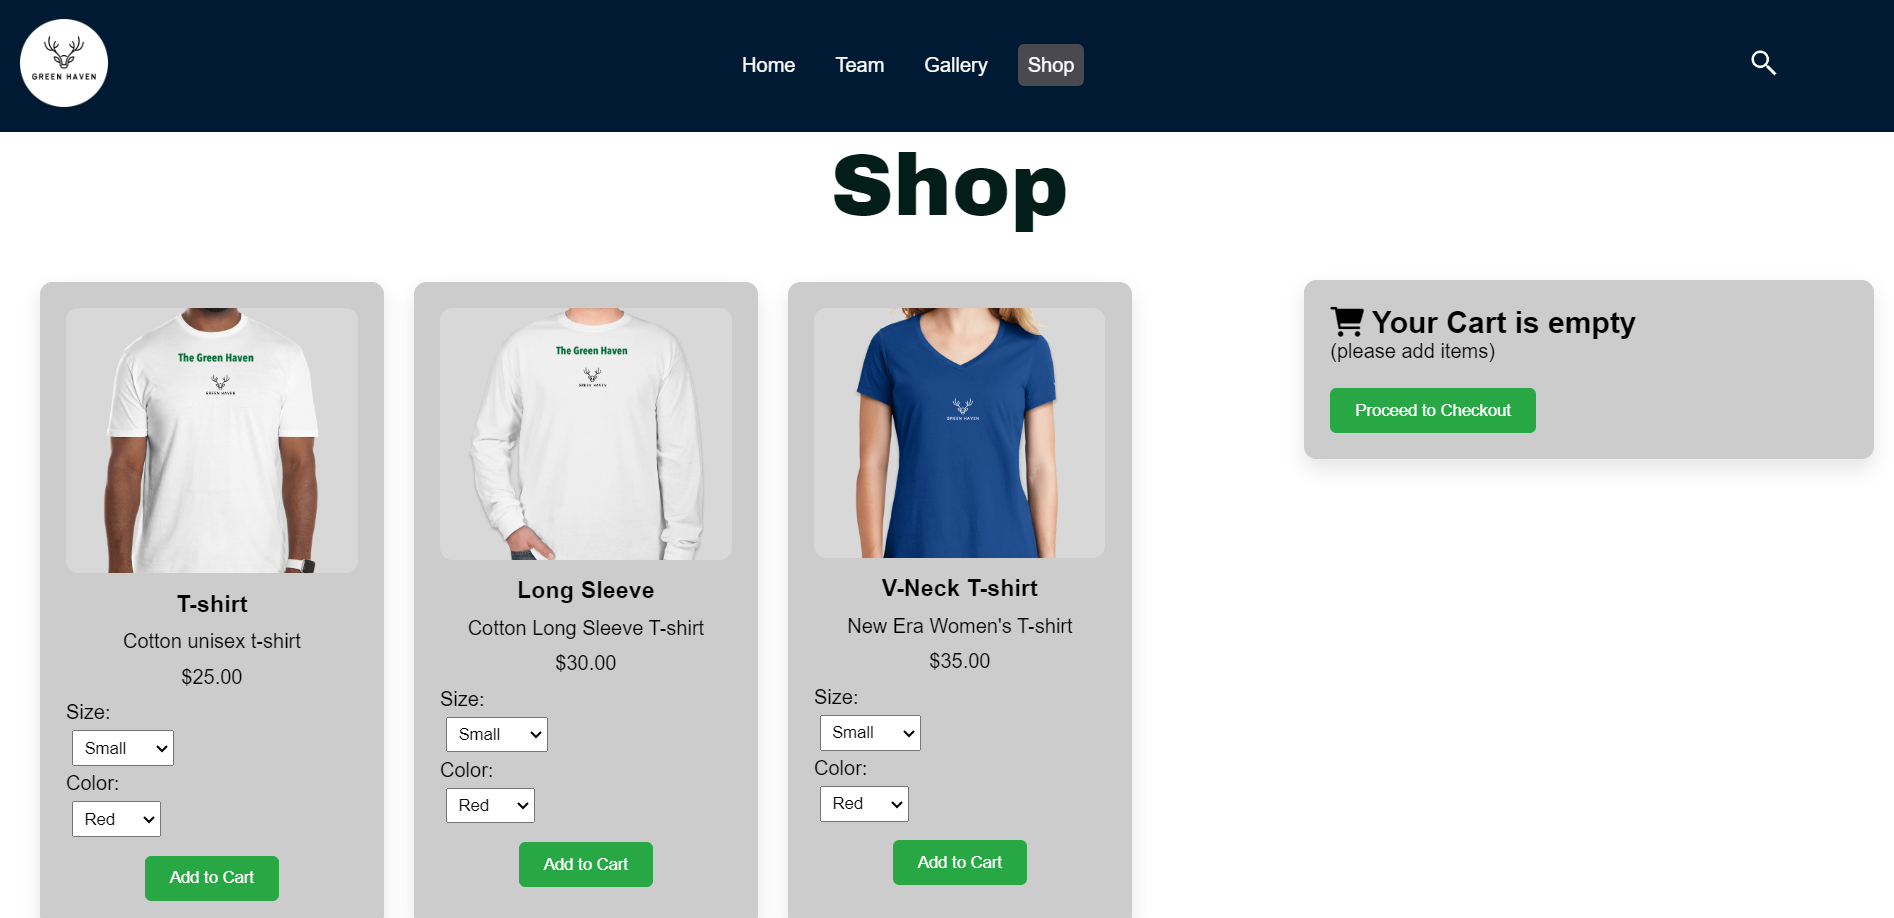 GREEN HAVEN
Home
Team
Gallery
Shop
Shop
The Green Haven
GREEN HAVEN
T-shirt
Cotton unisex t-shirt
$25.00
Size:
Small
Color:
Red
Add to Cart
The Green Haven
GREEN HAVEN
Long Sleeve
Cotton Long Sleeve T-shirt
$30.00
Size:
Small
Color:
Red
Add to Cart
GREEN HAVEN
V-Neck T-shirt
New Era Women's T-shirt
$35.00
Size:
Small
Color:
Red
Add to Cart
Your Cart is empty
(please add items)
Proceed to Checkout